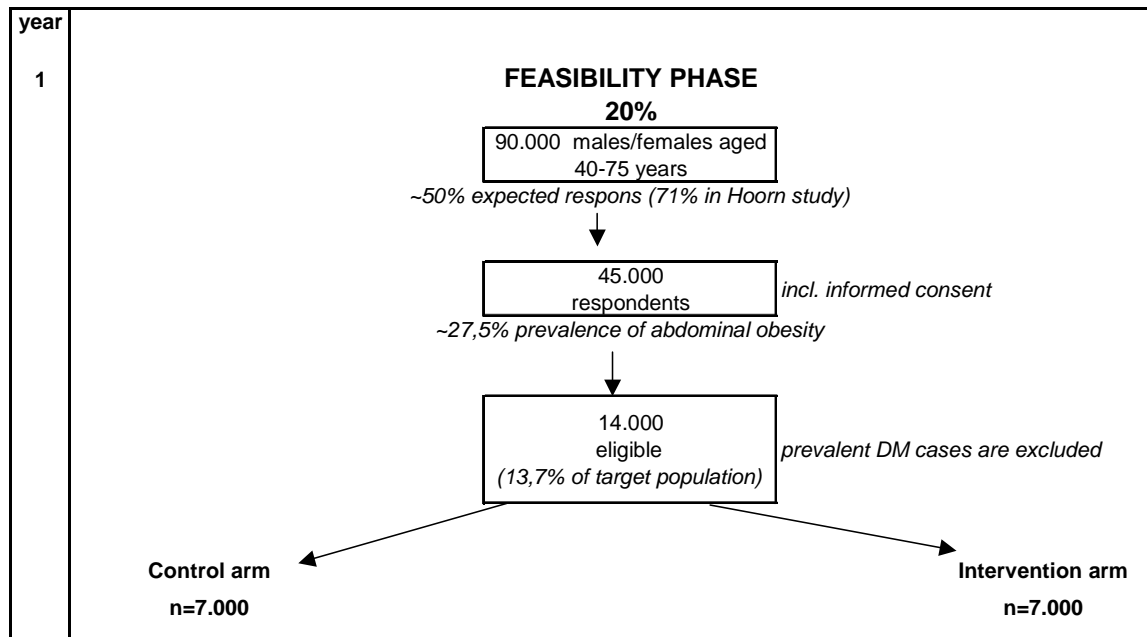 year
1
FEASIBILITY PHASE
20%
90.000 males/females aged
40-75 years
~50% expected respons (71% in Hoorn study)
45.000
respondents
incl. informed consent
~27,5% prevalence of abdominal obesity
14.000
eligible
(13,7% of target population)
prevalent DM cases are excluded
Control arm
n=7.000
Intervention arm
n=7.000